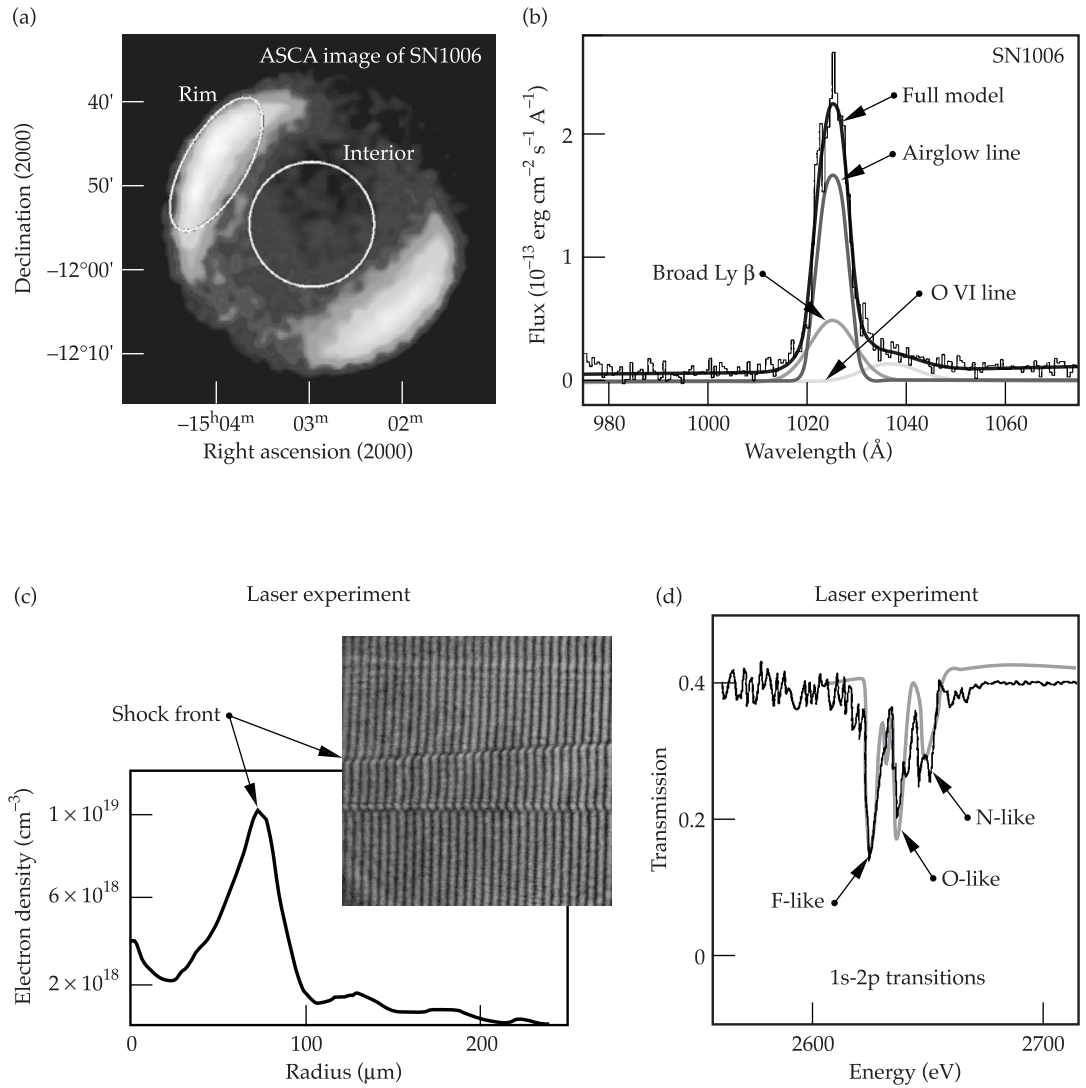 (a)
ASCA image of SN1006
Rim
Interior
40'
50'
–12°00'
–12°10'
Declination (2000)
–15ʰ04ᵐ
03ᵐ
02ᵐ
Right ascension (2000)
(b)
SN1006
Full model
Airglow line
Broad Ly β
O VI line
2
1
0
Flux (10⁻¹³ erg cm⁻² s⁻¹ A⁻¹)
980
1000
1020
1040
1060
Wavelength (Å)
(c)
Laser experiment
Shock front
1 × 10¹⁹
6 × 10¹⁸
2 × 10¹⁸
Electron density (cm⁻³)
0
100
200
Radius (μm)
(d)
Laser experiment
0.4
0.2
0
Transmission
N-like
O-like
F-like
1s-2p transitions
2600
2700
Energy (eV)